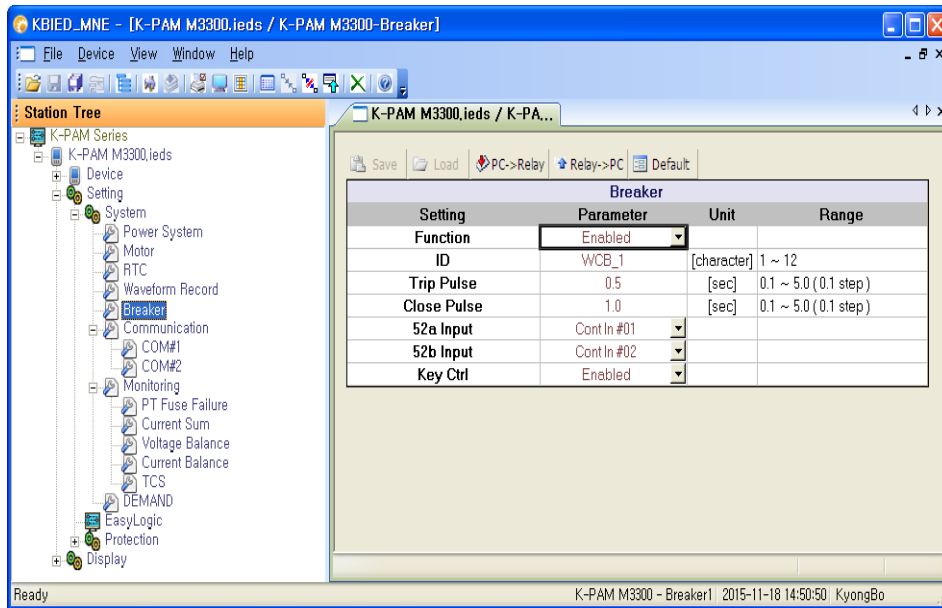 KBIED_MNE - [K-PAM M3300.ieds / K-PAM M3300-Breaker]
File Device View Window Help
Station Tree
K-PAM M3300.ieds / K-PA...
K-PAM Series
K-PAM M3300.ieds
Device
Setting
System
Power System
Motor
RTC
Waveform Record
Breaker
Communication
COM#1
COM#2
Monitoring
PT Fuse Failure
Current Sum
Voltage Balance
Current Balance
TCS
DEMAND
EasyLogic
Protection
Display
Save Load PC->Relay Relay->PC Default
Breaker
Setting Parameter Unit Range
Function Enabled
ID WCB_1 [character] 1 ~ 12
Trip Pulse 0.5 [sec] 0.1 ~ 5.0 ( 0.1 step )
Close Pulse 1.0 [sec] 0.1 ~ 5.0 ( 0.1 step )
52a Input Cont In #01
52b Input Cont In #02
Key Ctrl Enabled
Ready K-PAM M3300 - Breaker1 2015-11-18 14:50:50 KyongBo